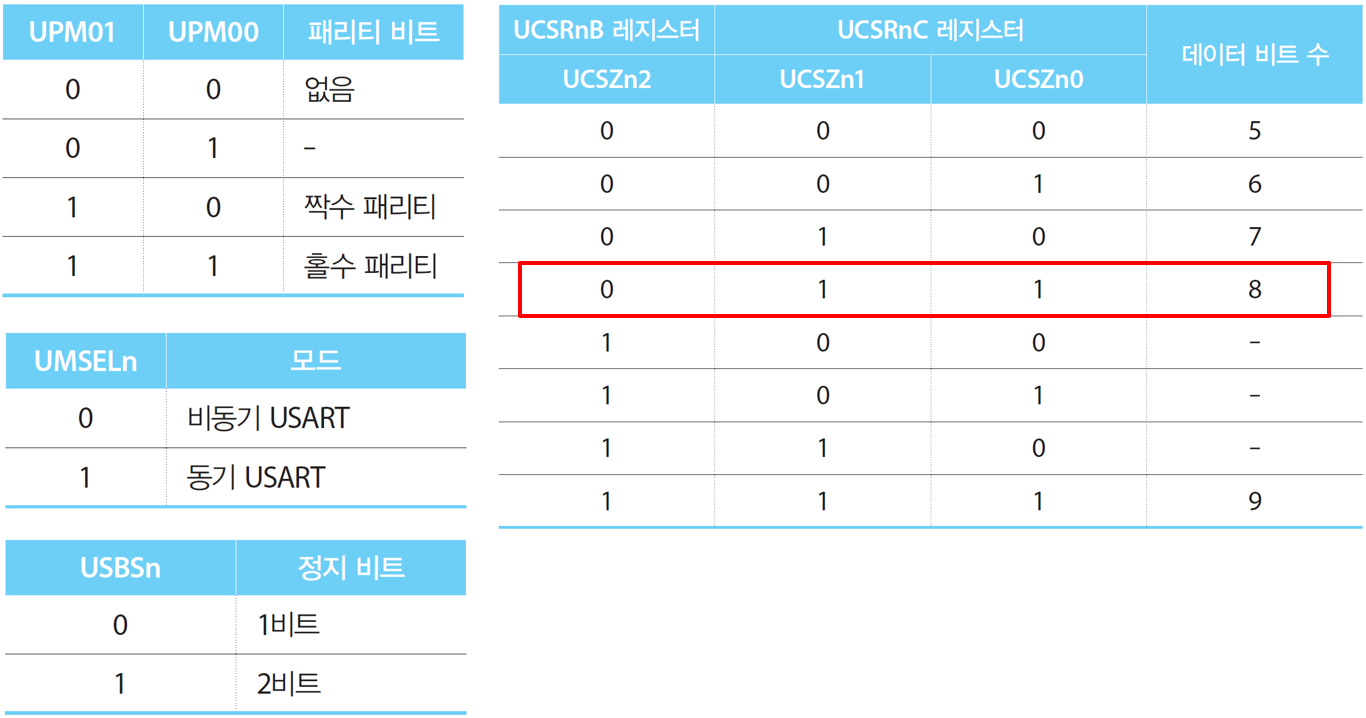 UPM01 UPM00 패리티 비트
0 0 없음
0 1 –
1 0 짝수 패리티
1 1 홀수 패리티
UMSELn 모드
0 비동기 USART
1 동기 USART
USBSn 정지 비트
0 1비트
1 2비트
UCSRnB 레지스터 UCSRnC 레지스터 데이터 비트 수
UCSZn2 UCSZn1 UCSZn0
0 0 0 5
0 0 1 6
0 1 0 7
0 1 1 8
1 0 0 –
1 0 1 –
1 1 0 –
1 1 1 9